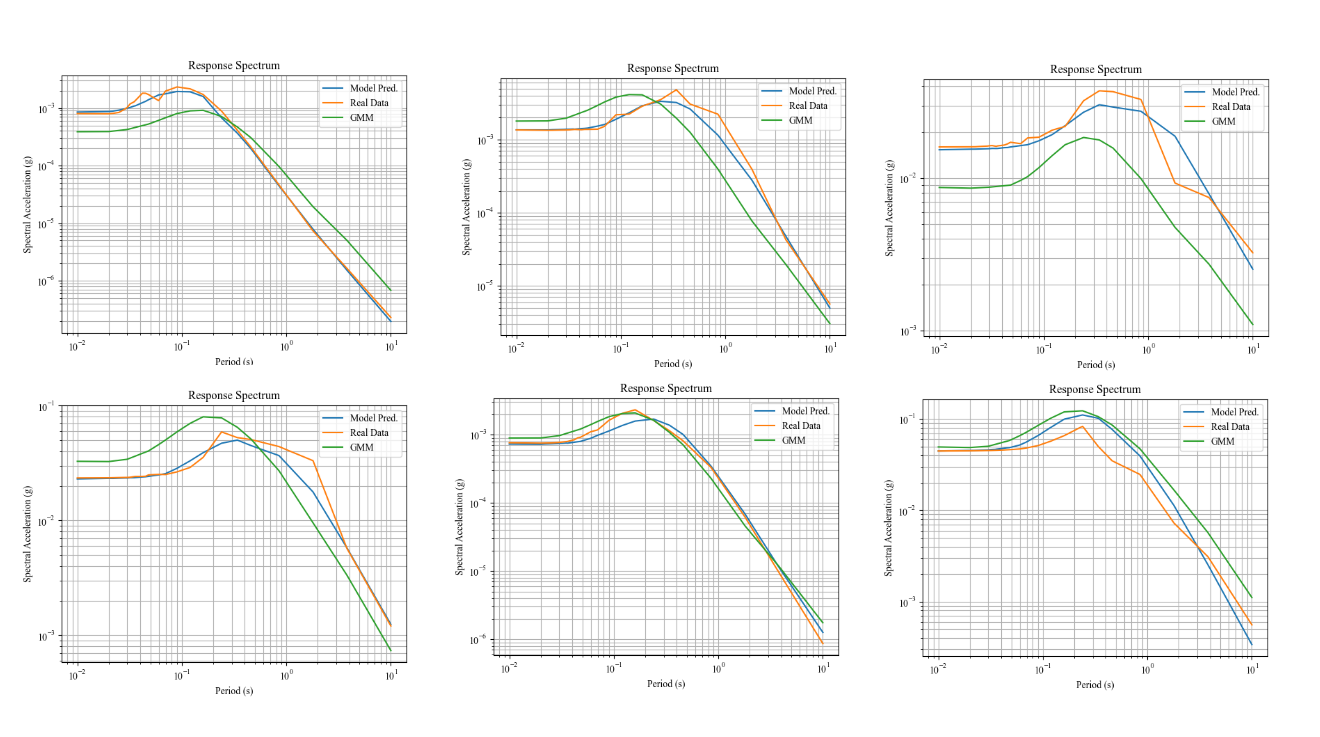 Response Spectrum
Model Pred.
Real Data
GMM
10⁻³
10⁻⁴
10⁻⁵
10⁻⁶
Spectral Acceleration (g)
10⁻² 10⁻¹ 10⁰ 10¹
Period (s)
Response Spectrum
Model Pred.
Real Data
GMM
10⁻³
10⁻⁴
10⁻⁵
Spectral Acceleration (g)
10⁻² 10⁻¹ 10⁰ 10¹
Period (s)
Response Spectrum
Model Pred.
Real Data
GMM
10⁻²
10⁻³
Spectral Acceleration (g)
10⁻² 10⁻¹ 10⁰ 10¹
Period (s)
Response Spectrum
Model Pred.
Real Data
GMM
10⁻¹
10⁻²
10⁻³
Spectral Acceleration (g)
10⁻² 10⁻¹ 10⁰ 10¹
Period (s)
Response Spectrum
Model Pred.
Real Data
GMM
10⁻³
10⁻⁴
10⁻⁵
10⁻⁶
Spectral Acceleration (g)
10⁻² 10⁻¹ 10⁰ 10¹
Period (s)
Response Spectrum
Model Pred.
Real Data
GMM
10⁻¹
10⁻²
10⁻³
Spectral Acceleration (g)
10⁻² 10⁻¹ 10⁰ 10¹
Period (s)